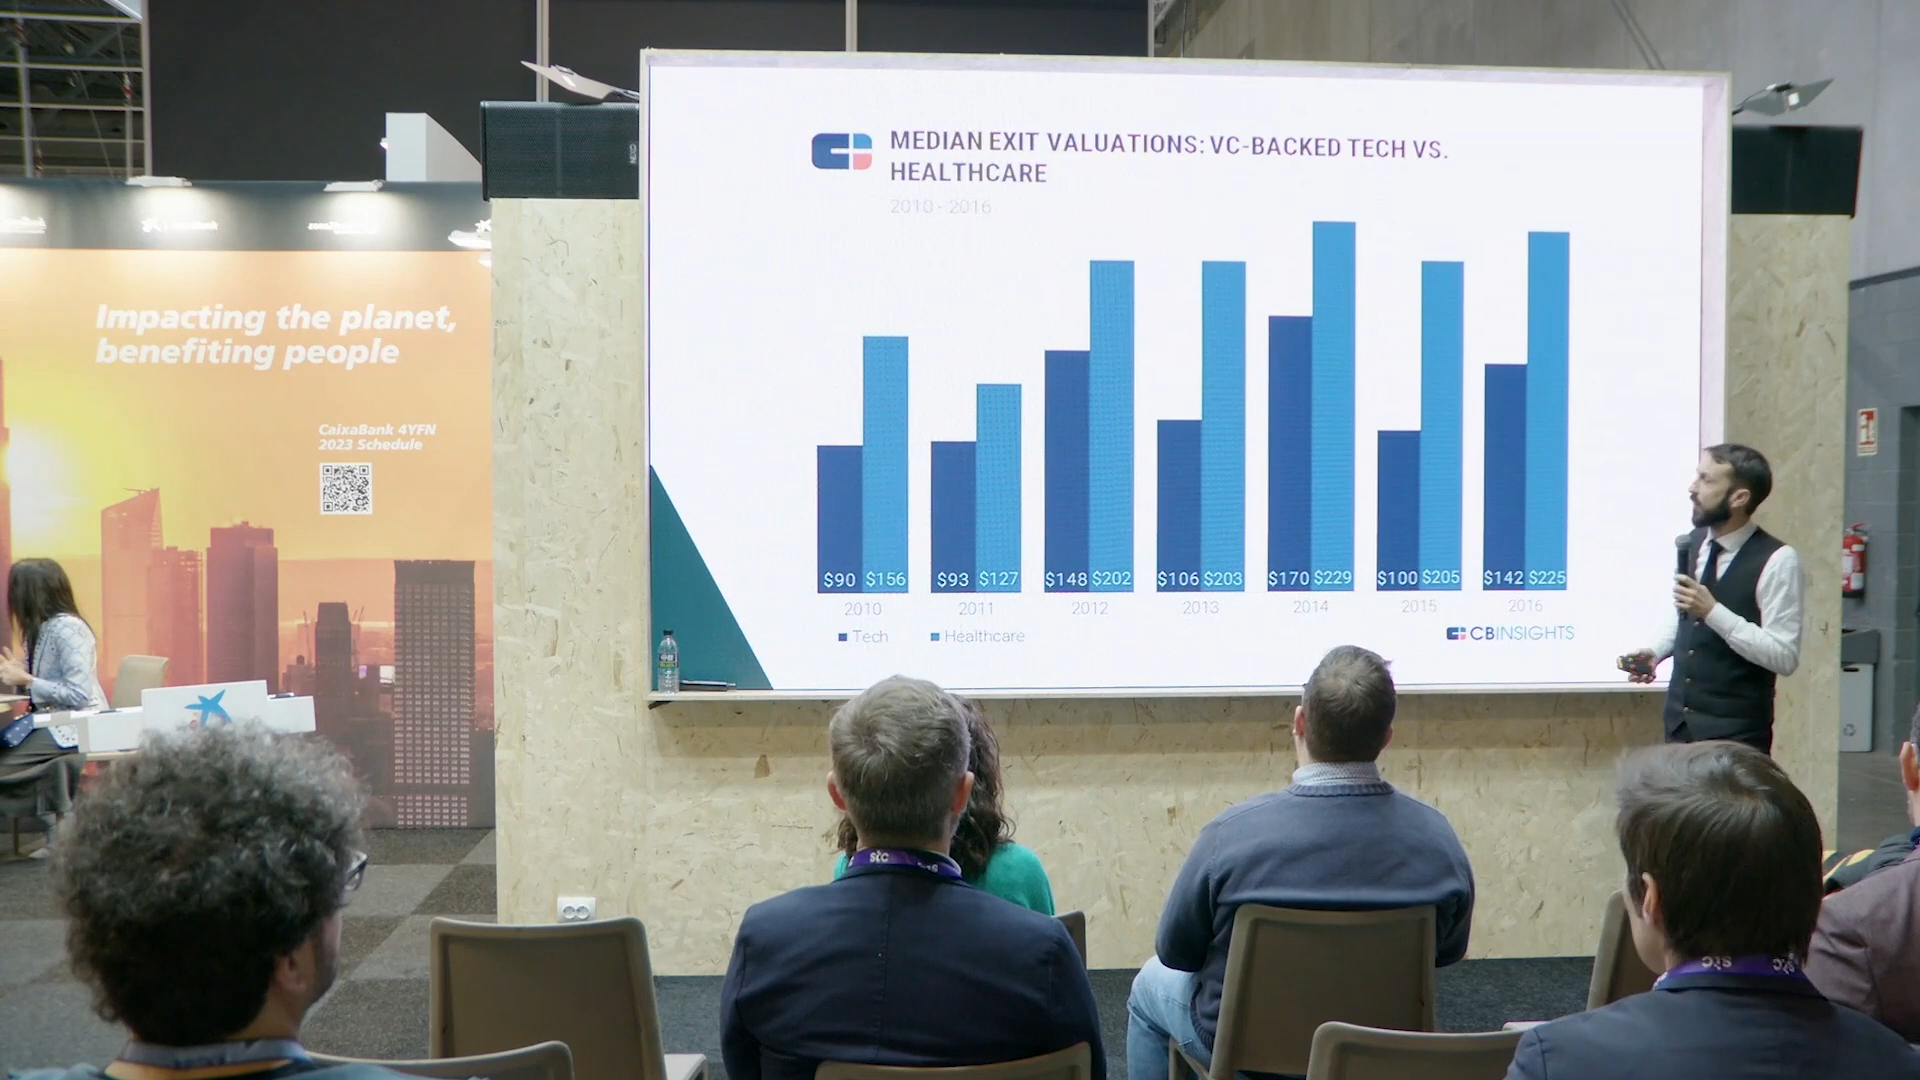 MEDIAN EXIT VALUATIONS: VC-BACKED TECH VS.
HEALTHCARE
2010 - 2016
$90 $156 $93 $127 $148 $202 $106 $203 $170 $229 $100 $205 $142 $225
2010 2011 2012 2013 2014 2015 2016
Tech Healthcare
CBINSIGHTS
Impacting the planet,
benefiting people
CaixaBank 4YFN
2023 Schedule
stc
stc